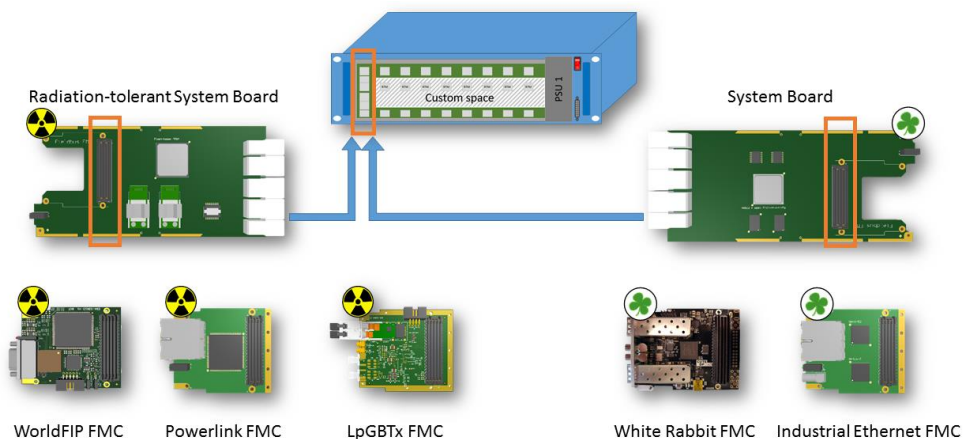 Radiation-tolerant System Board
Custom space
PSU 1
System Board
WorldFIP FMC
Powerlink FMC
LpGBTx FMC
White Rabbit FMC
Industrial Ethernet FMC